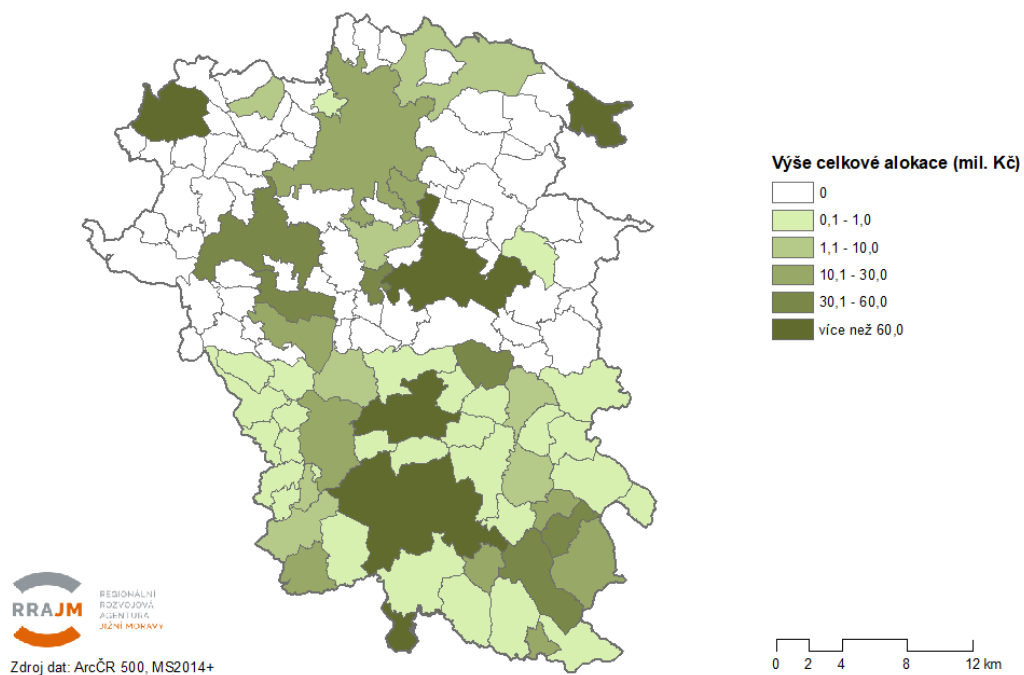 Výše celkové alokace (mil. Kč)
0
0,1 - 1,0
1,1 - 10,0
10,1 - 30,0
30,1 - 60,0
více než 60,0
RRAJM
REGIONÁLNÍ
ROZVOJOVÁ
AGENTURA
JIŽNÍ MORAVY
Zdroj dat: ArcČR 500, MS2014+
0 2 4 8 12 km